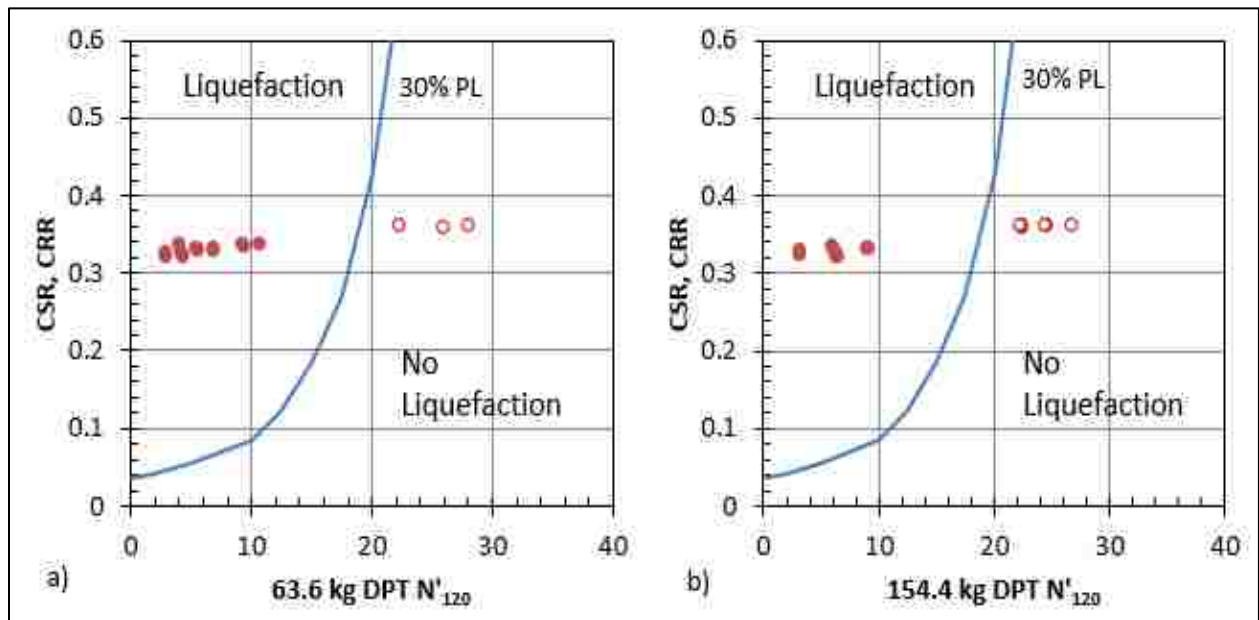 0.6
0.5
0.4
0.3
0.2
0.1
0
CSR, CRR
Liquefaction
30% PL
No
Liquefaction
0 10 20 30 40
a)
63.6 kg DPT N'120
0.6
0.5
0.4
0.3
0.2
0.1
0
CSR, CRR
Liquefaction
30% PL
No
Liquefaction
0 10 20 30 40
b)
154.4 kg DPT N'120